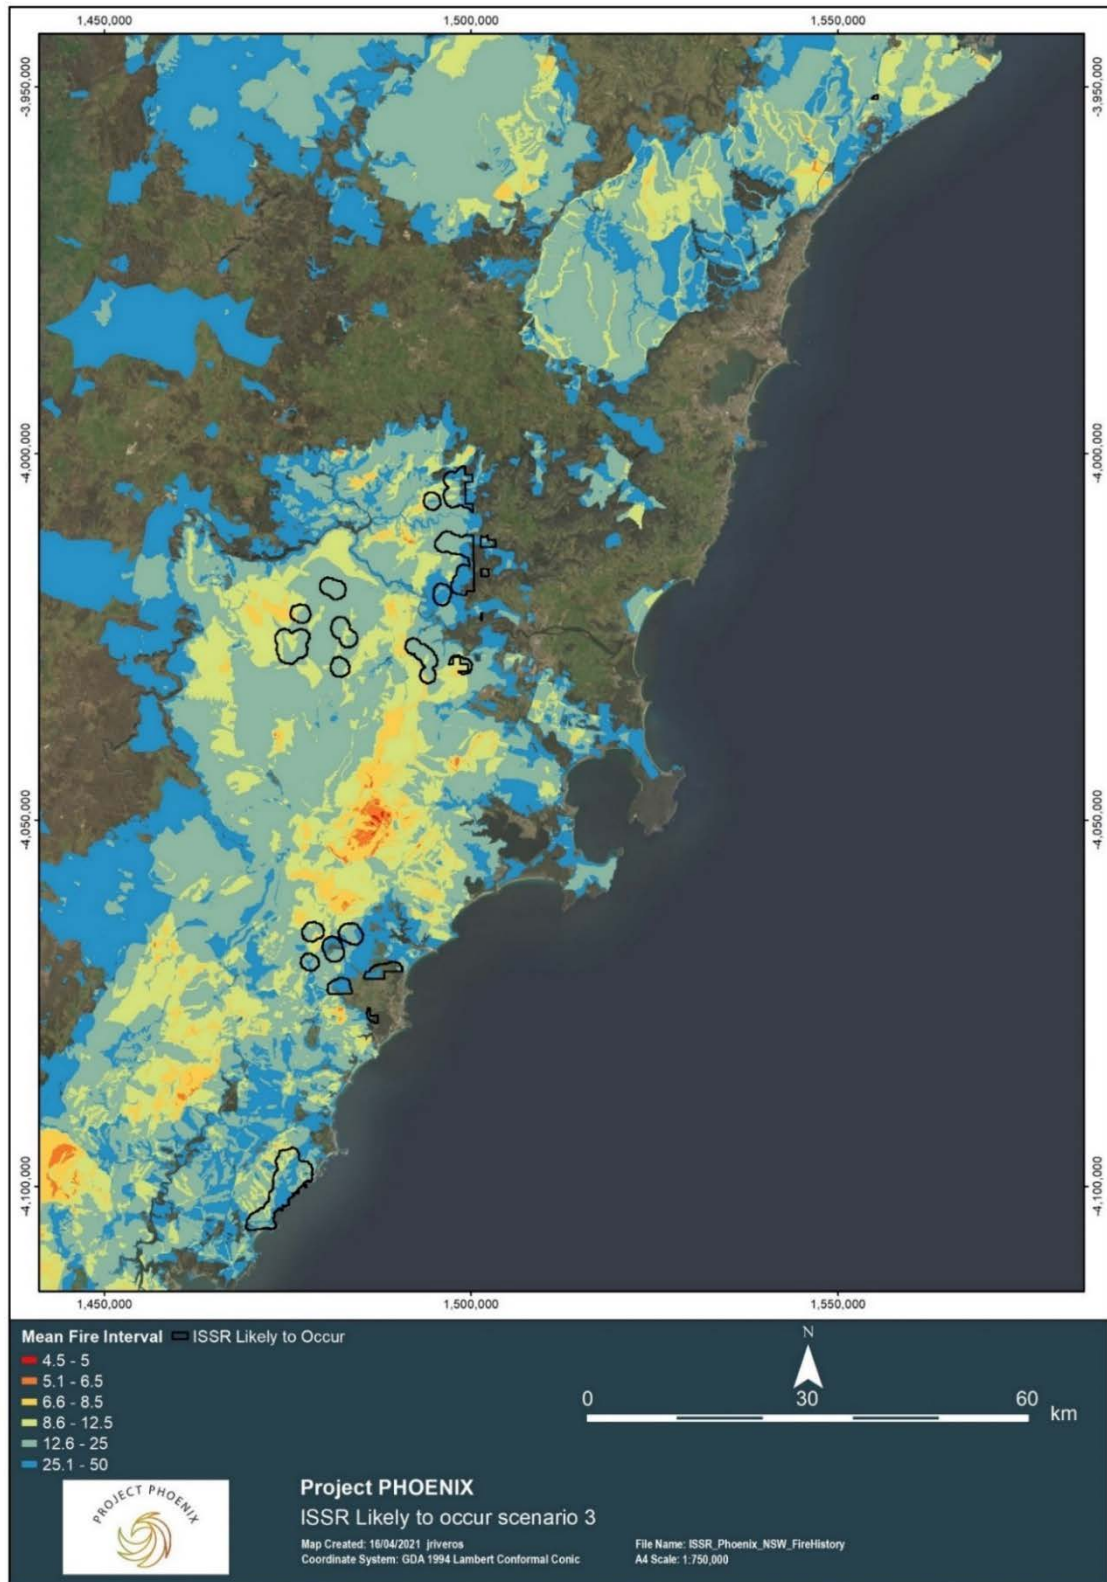 1,450,000 1,500,000 1,550,000
-3,950,000 -3,950,000
-4,000,000 -4,000,000
-4,050,000 -4,050,000
-4,100,000 -4,100,000
1,450,000 1,500,000 1,550,000
Mean Fire Interval ISSR Likely to Occur
4.5 - 5
5.1 - 6.5
6.6 - 8.5
8.6 - 12.5
12.6 - 25
25.1 - 50
N
0 30 60 km
PROJECT PHOENIX
Project PHOENIX
ISSR Likely to occur scenario 3
Map Created: 16/04/2021 jriveros File Name: ISSR_Phoenix_NSW_FireHistory
Coordinate System: GDA 1994 Lambert Conformal Conic A4 Scale: 1:750,000